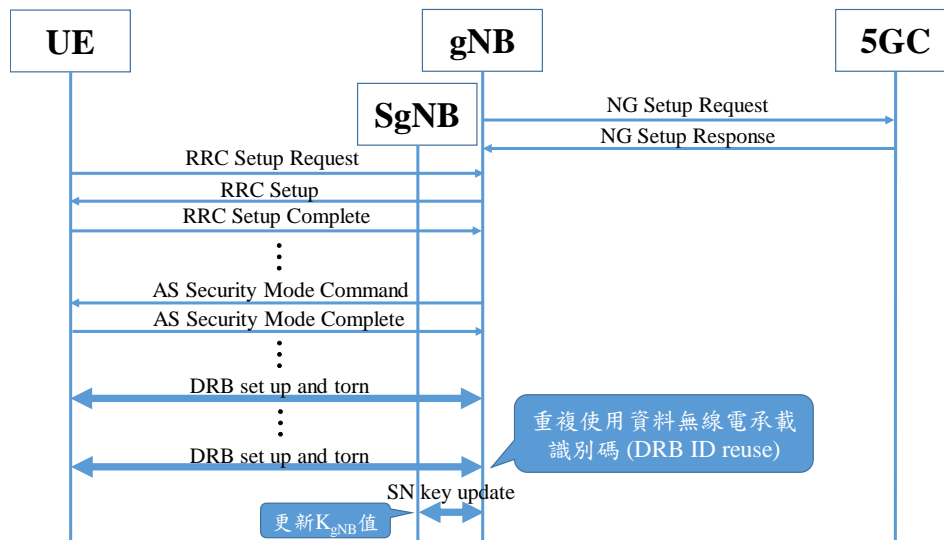 UE
gNB
5GC
SgNB
NG Setup Request
NG Setup Response
RRC Setup Request
RRC Setup
RRC Setup Complete
AS Security Mode Command
AS Security Mode Complete
DRB set up and torn
重複使用資料無線電承載
識別碼 (DRB ID reuse)
DRB set up and torn
SN key update
更新KgNB值